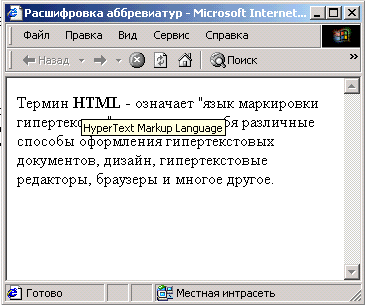 Расшифровка аббревиатур - Microsoft Internet...
Файл Правка Вид Сервис Справка
Назад Поиск
Термин HTML - означает "язык маркировки
гипертекс бя различные
HyperText Markup Language
способы оформления гипертекстовых
документов, дизайн, гипертекстовые
редакторы, браузеры и многое другое.
Готово Местная интрасеть